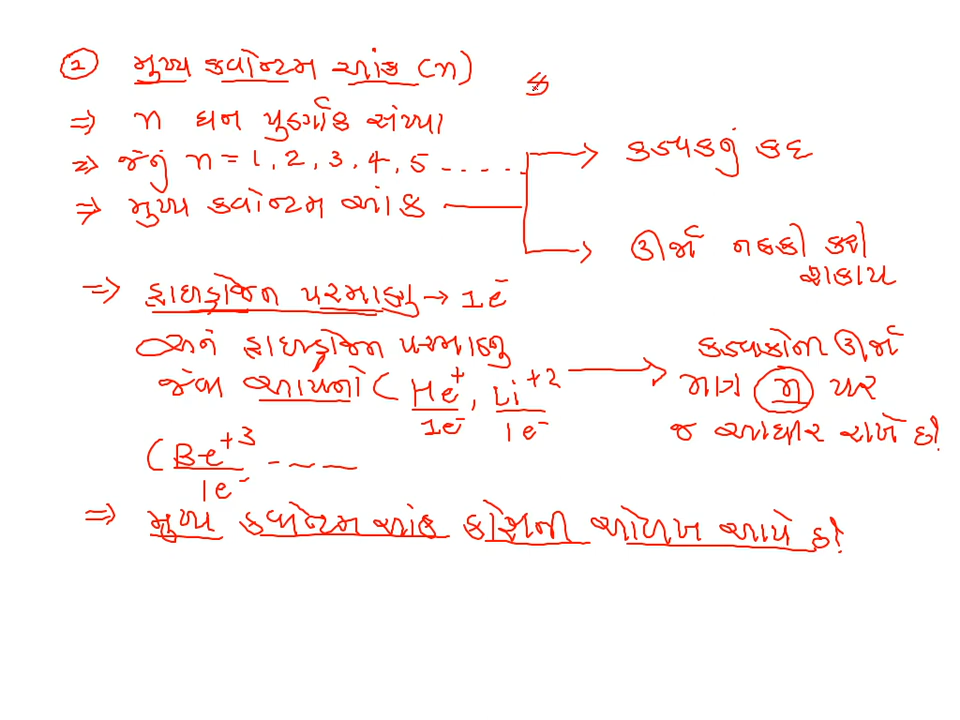 ① મુખ્ય ક્વોન્ટમ આંક (n)
⇒ n ધન પુર્ણાંક સંખ્યા
⇒ જેનું n = 1, 2, 3, 4, 5 .....
⇒ મુખ્ય ક્વોન્ટમ આંક
→ કક્ષકનું કદ
→ ઊર્જા નક્કી કરી
શકાય
⇒ હાઇડ્રોજન પરમાણુ → 1e⁻
અને હાઇડ્રોજન પરમાણુ
જેવા આયનો (He⁺, Li⁺²
1e⁻ 1e⁻
(Be⁺³ ----
1e⁻
→ કક્ષકોની ઊર્જા
માત્ર n પર
જ આધાર રાખે છે.
⇒ મુખ્ય ક્વોન્ટમ આંક કોશની ઓળખ આપે છે.